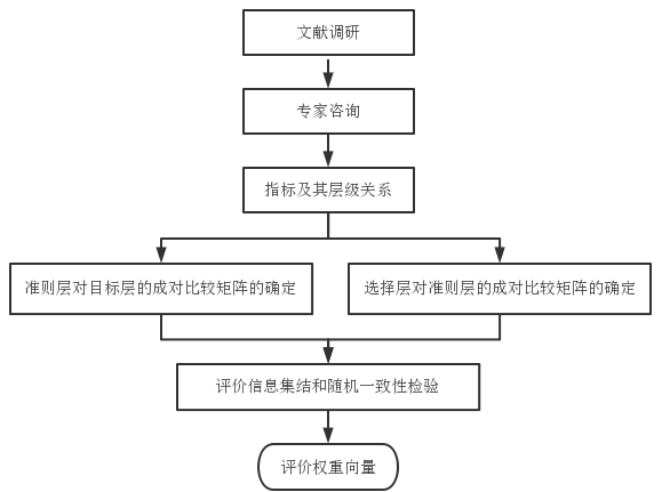 文献调研
专家咨询
指标及其层级关系
准则层对目标层的成对比较矩阵的确定
选择层对准则层的成对比较矩阵的确定
评价信息集结和随机一致性检验
评价权重向量